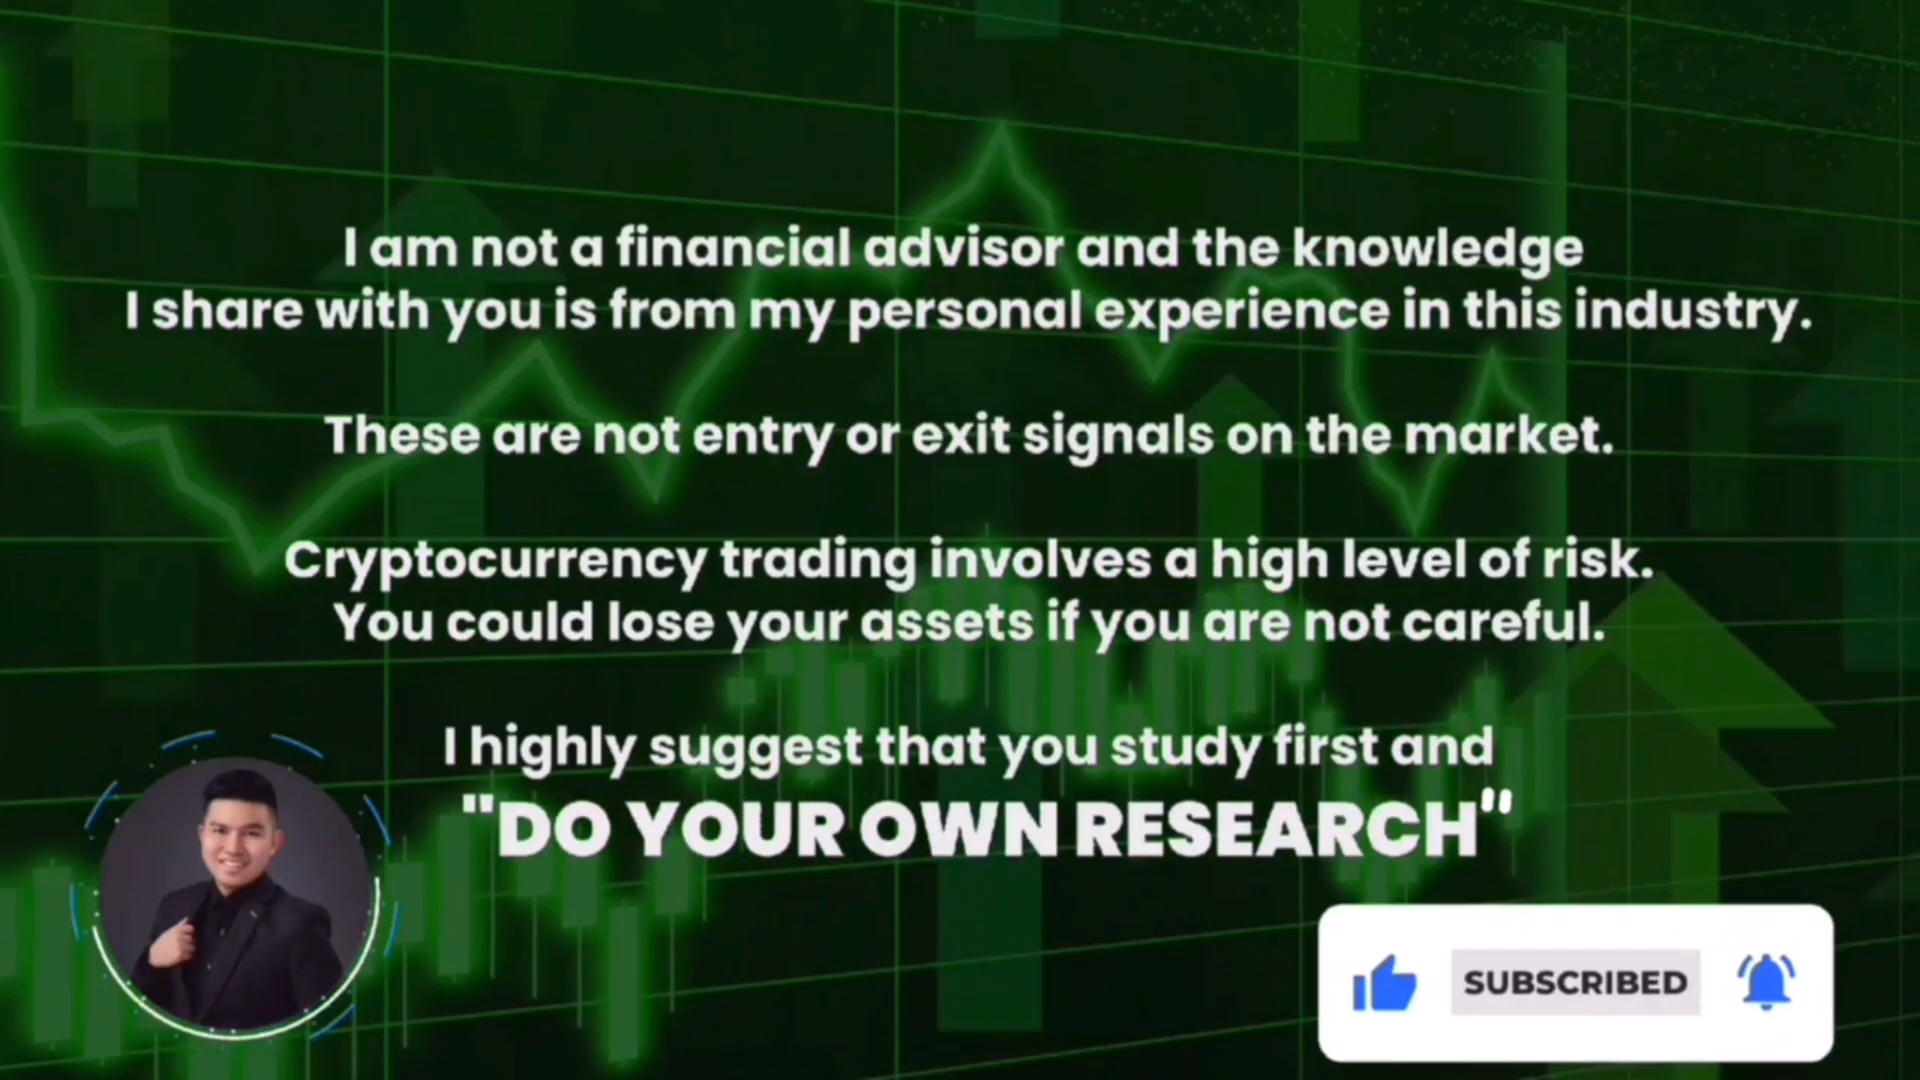 I am not a financial advisor and the knowledge
I share with you is from my personal experience in this industry.
These are not entry or exit signals on the market.
Cryptocurrency trading involves a high level of risk.
You could lose your assets if you are not careful.
I highly suggest that you study first and
"DO YOUR OWN RESEARCH"
SUBSCRIBED